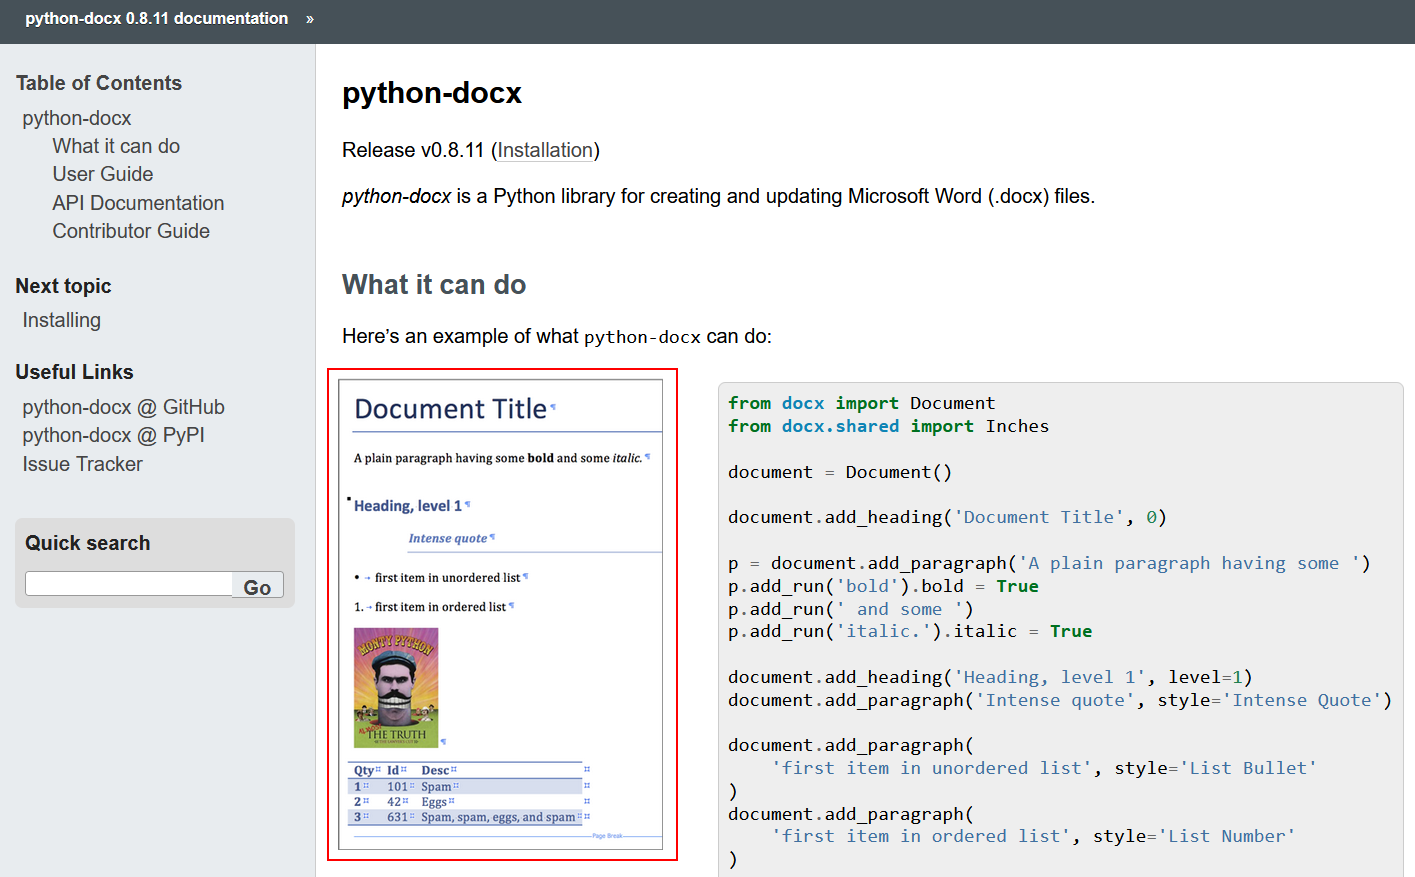 python-docx 0.8.11 documentation »
Table of Contents
python-docx
What it can do
User Guide
API Documentation
Contributor Guide
Next topic
Installing
Useful Links
python-docx @ GitHub
python-docx @ PyPI
Issue Tracker
Quick search
Go
python-docx
Release v0.8.11 (Installation)
python-docx is a Python library for creating and updating Microsoft Word (.docx) files.
What it can do
Here’s an example of what python-docx can do:
Document Title¶
A plain paragraph having some bold and some italic.¶
Heading, level 1¶
Intense quote¶
• → first item in unordered list¶
1. → first item in ordered list¶
MONTY PYTHON
ALMOST
THE TRUTH
¶
Qty¤ Id¤ Desc¤ ¤
1¤ 101¤ Spam¤ ¤
2¤ 42¤ Eggs¤ ¤
3¤ 631¤ Spam, spam, eggs, and spam¤ ¤
Page Break
from docx import Document
from docx.shared import Inches
document = Document()
document.add_heading('Document Title', 0)
p = document.add_paragraph('A plain paragraph having some ')
p.add_run('bold').bold = True
p.add_run(' and some ')
p.add_run('italic.').italic = True
document.add_heading('Heading, level 1', level=1)
document.add_paragraph('Intense quote', style='Intense Quote')
document.add_paragraph(
'first item in unordered list', style='List Bullet'
)
document.add_paragraph(
'first item in ordered list', style='List Number'
)